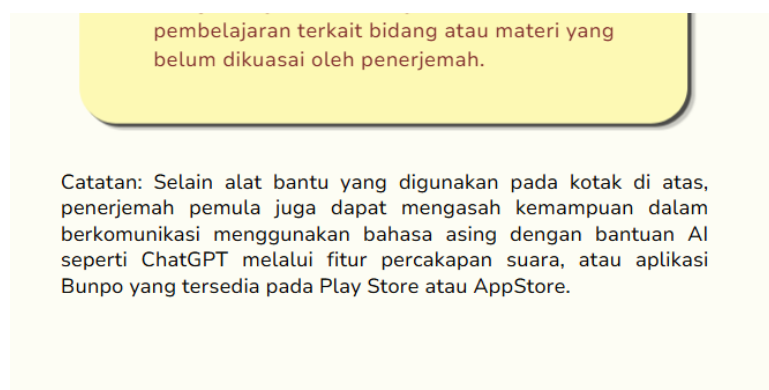 pembelajaran terkait bidang atau materi yang
belum dikuasai oleh penerjemah.
Catatan: Selain alat bantu yang digunakan pada kotak di atas,
penerjemah pemula juga dapat mengasah kemampuan dalam
berkomunikasi menggunakan bahasa asing dengan bantuan AI
seperti ChatGPT melalui fitur percakapan suara, atau aplikasi
Bunpo yang tersedia pada Play Store atau AppStore.